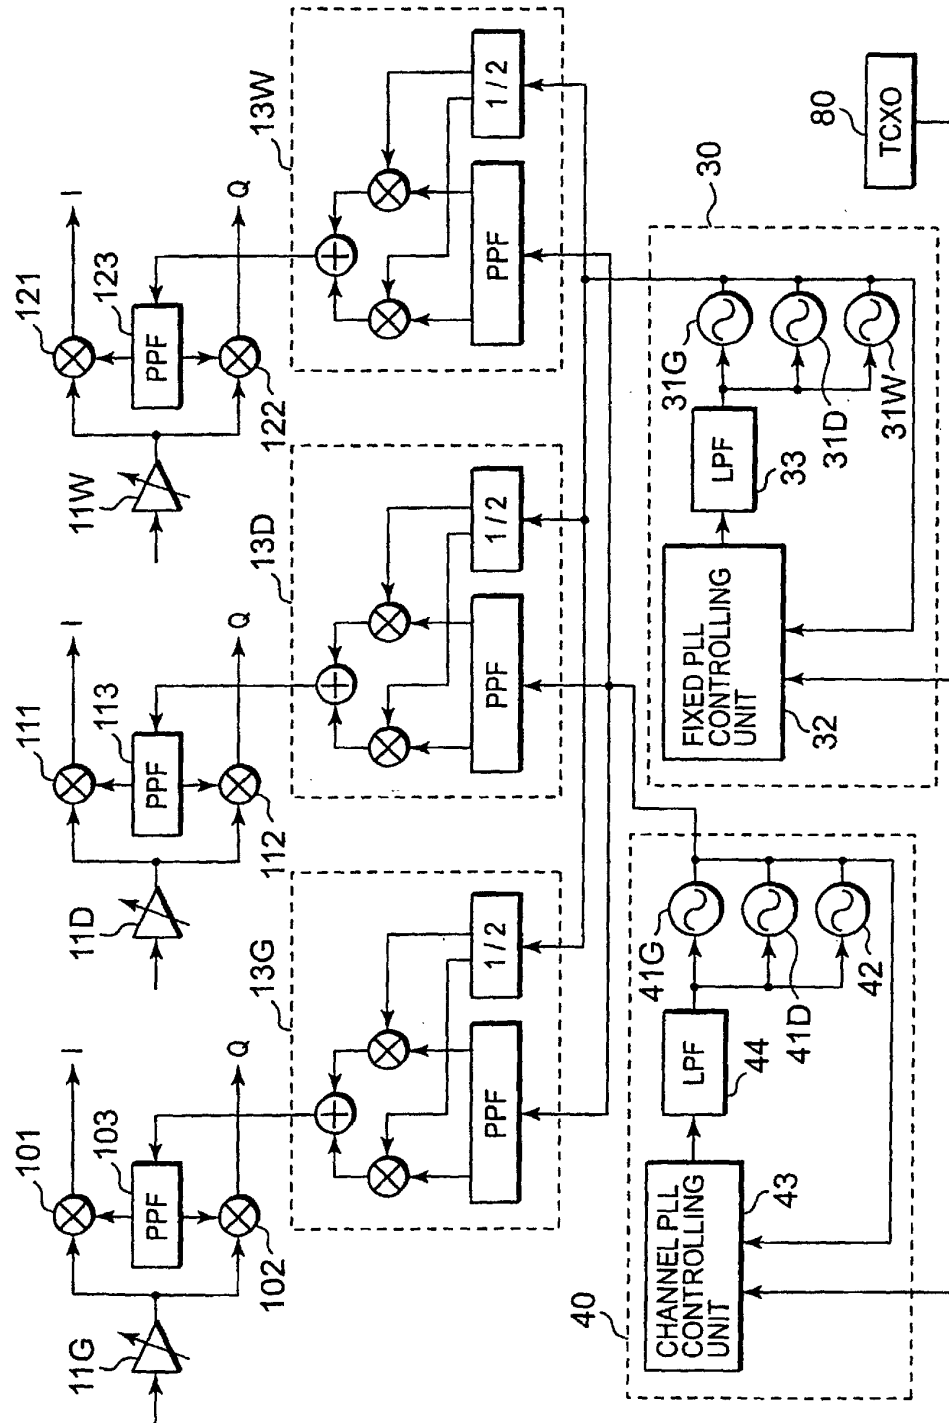 11G
101
103
PPF
102
I
Q
11D
111
113
PPF
112
I
Q
11W
121
123
PPF
122
I
Q
13G
PPF
1/2
13D
PPF
1/2
13W
PPF
1/2
40
CHANNEL PLL
CONTROLLING
UNIT
43
LPF
44
41G
41D
42
FIXED PLL
CONTROLLING
UNIT
32
LPF
33
31G
31D
31W
30
80
TCXO